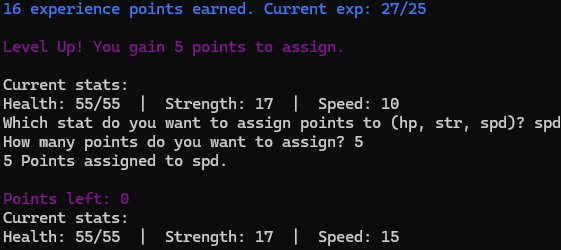 16 experience points earned. Current exp: 27/25
Level Up! You gain 5 points to assign.
Current stats:
Health: 55/55  |  Strength: 17  |  Speed: 10
Which stat do you want to assign points to (hp, str, spd)? spd
How many points do you want to assign? 5
5 Points assigned to spd.
Points left: 0
Current stats:
Health: 55/55  |  Strength: 17  |  Speed: 15